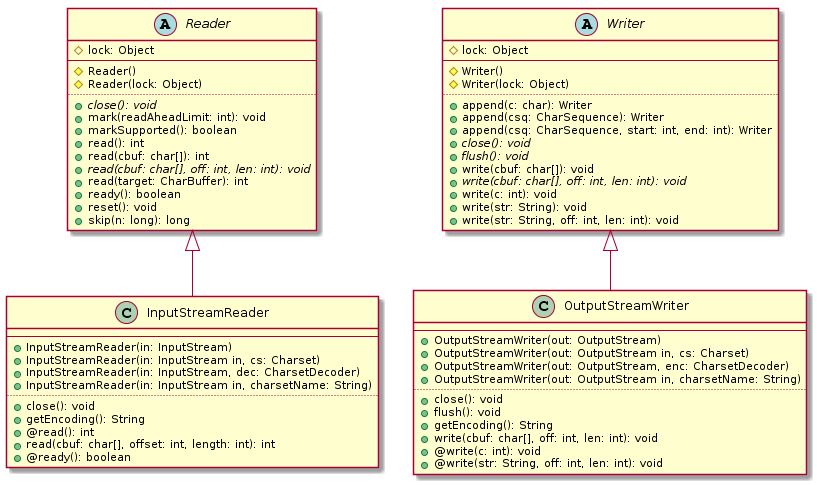 A Reader
lock: Object
Reader()
Reader(lock: Object)
close(): void
mark(readAheadLimit: int): void
markSupported(): boolean
read(): int
read(cbuf: char[]): int
read(cbuf: char[], off: int, len: int): void
read(target: CharBuffer): int
ready(): boolean
reset(): void
skip(n: long): long
A Writer
lock: Object
Writer()
Writer(lock: Object)
append(c: char): Writer
append(csq: CharSequence): Writer
append(csq: CharSequence, start: int, end: int): Writer
close(): void
flush(): void
write(cbuf: char[]): void
write(cbuf: char[], off: int, len: int): void
write(c: int): void
write(str: String): void
write(str: String, off: int, len: int): void
C InputStreamReader
InputStreamReader(in: InputStream)
InputStreamReader(in: InputStream in, cs: Charset)
InputStreamReader(in: InputStream in, dec: CharsetDecoder)
InputStreamReader(in: InputStream in, charsetName: String)
close(): void
getEncoding(): String
@read(): int
read(cbuf: char[], offset: int, length: int): int
@ready(): boolean
C OutputStreamWriter
OutputStreamWriter(out: OutputStream)
OutputStreamWriter(out: OutputStream in, cs: Charset)
OutputStreamWriter(out: OutputStream, enc: CharsetDecoder)
OutputStreamWriter(out: OutputStream in, charsetName: String)
close(): void
flush(): void
getEncoding(): String
write(cbuf: char[], off: int, len: int): void
@write(c: int): void
@write(str: String, off: int, len: int): void